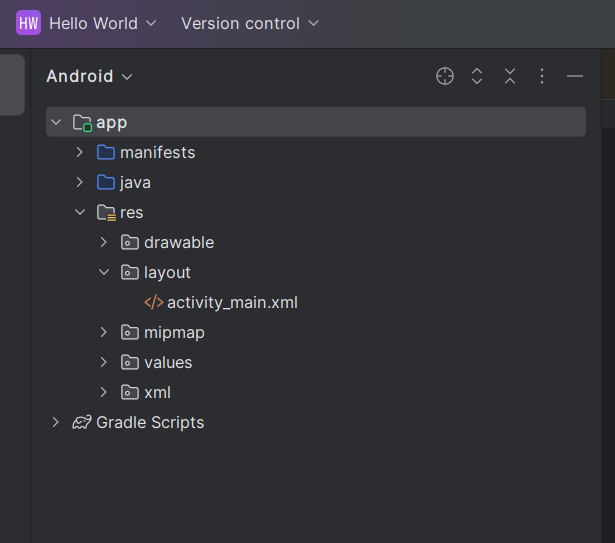 HW Hello World Version control
Android
app
manifests
java
res
drawable
layout
</> activity_main.xml
mipmap
values
xml
Gradle Scripts